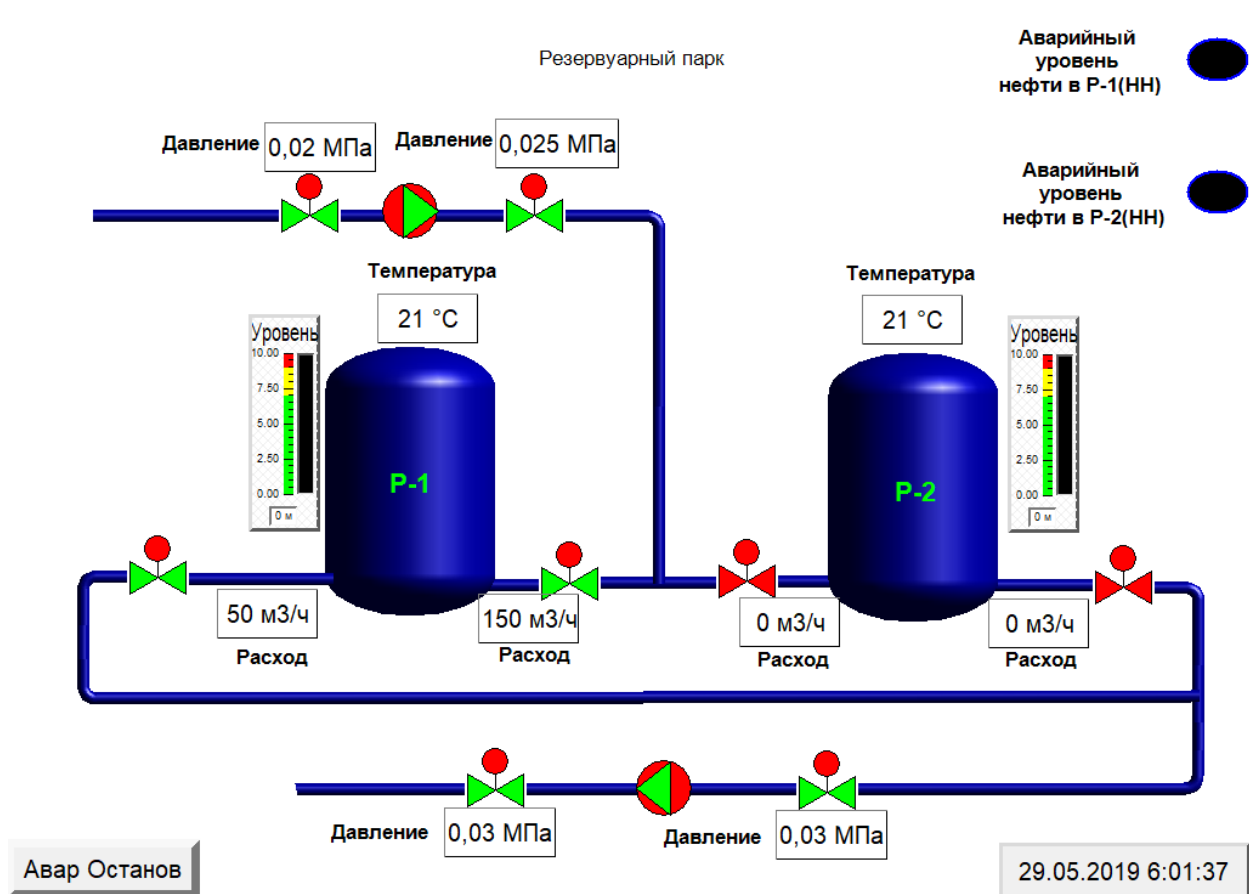 Резервуарный парк
Аварийный
уровень
нефти в Р-1(НН)
Аварийный
уровень
нефти в Р-2(НН)
Давление 0,02 МПа
Давление 0,025 МПа
Температура
21 °C
Температура
21 °C
Уровень
10.00
7.50
5.00
2.50
0.00
0 м
Уровень
10.00
7.50
5.00
2.50
0.00
0 м
Р-1
Р-2
50 м3/ч
Расход
150 м3/ч
Расход
0 м3/ч
Расход
0 м3/ч
Расход
Давление 0,03 МПа
Давление 0,03 МПа
Авар Останов
29.05.2019 6:01:37